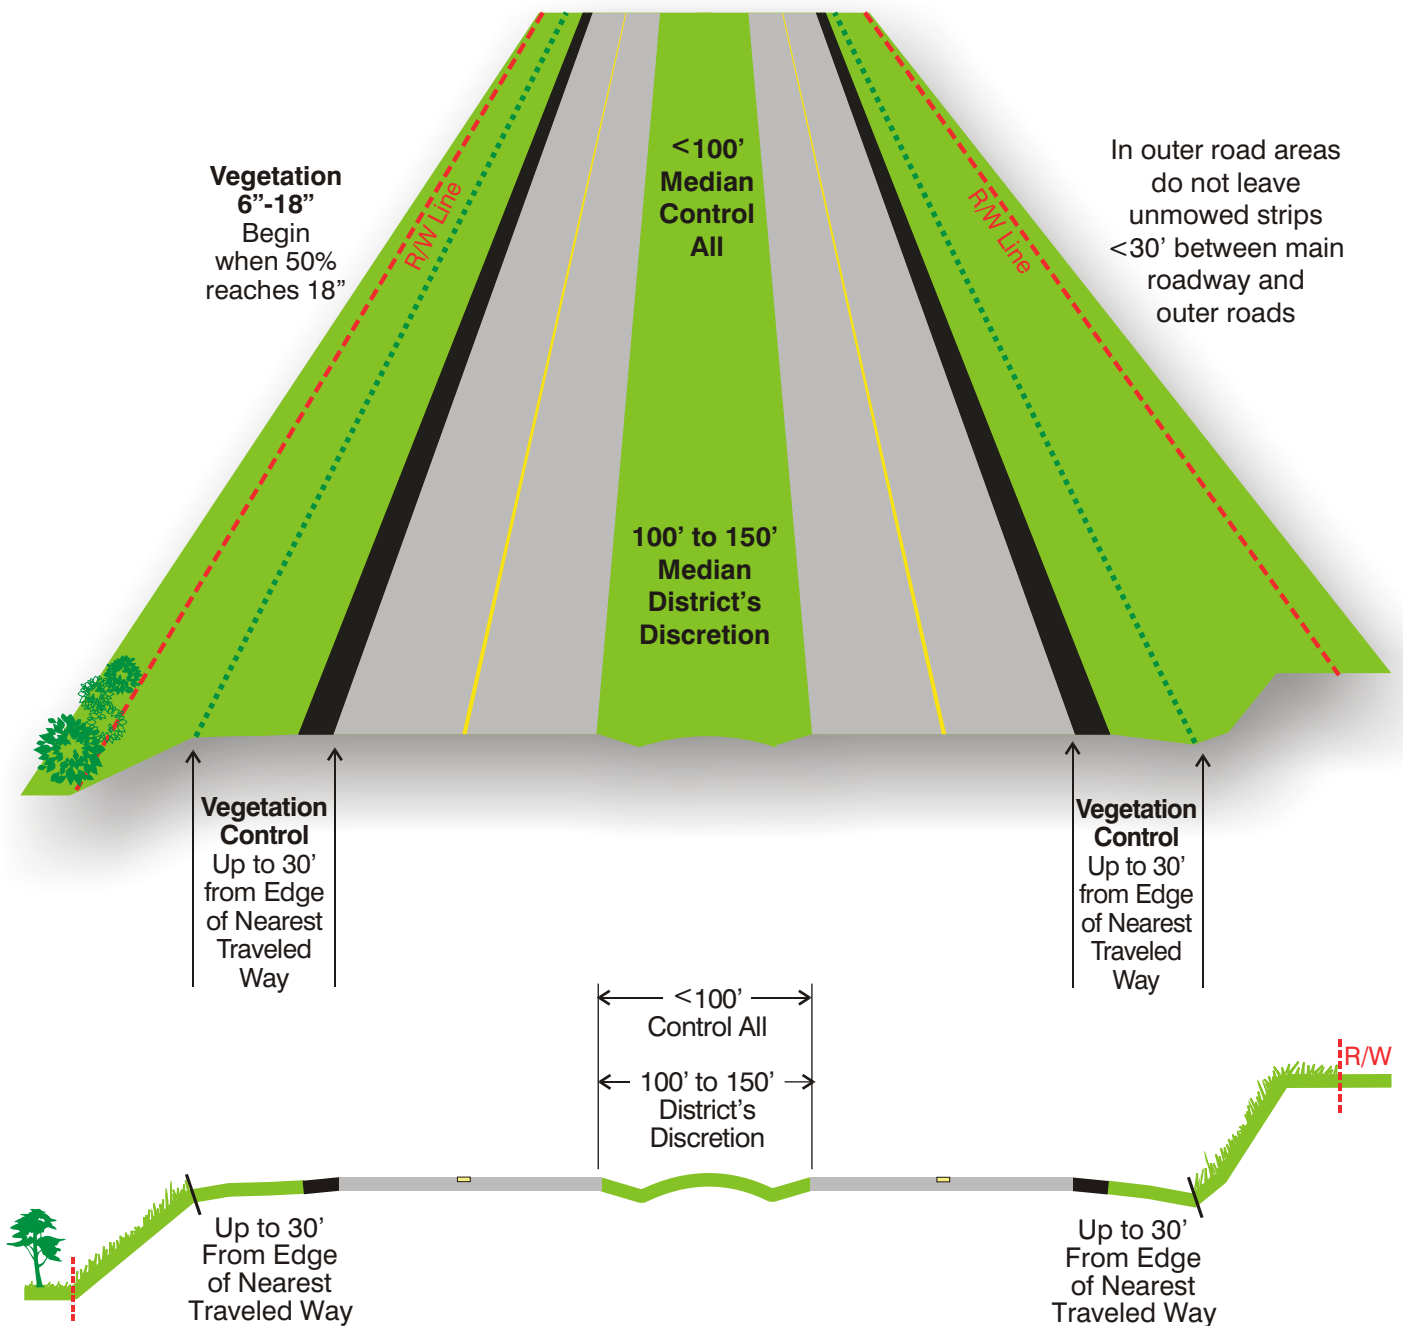 Vegetation
6”-18”
Begin
when 50%
reaches 18”
R/W Line
<100’
Median
Control
All
R/W Line
In outer road areas
do not leave
unmowed strips
<30’ between main
roadway and
outer roads
100’ to 150’
Median
District’s
Discretion
Vegetation
Control
Up to 30’
from Edge
of Nearest
Traveled
Way
Vegetation
Control
Up to 30’
from Edge
of Nearest
Traveled
Way
<100’
Control All
100’ to 150’
District’s
Discretion
R/W
Up to 30’
From Edge
of Nearest
Traveled Way
Up to 30’
From Edge
of Nearest
Traveled Way